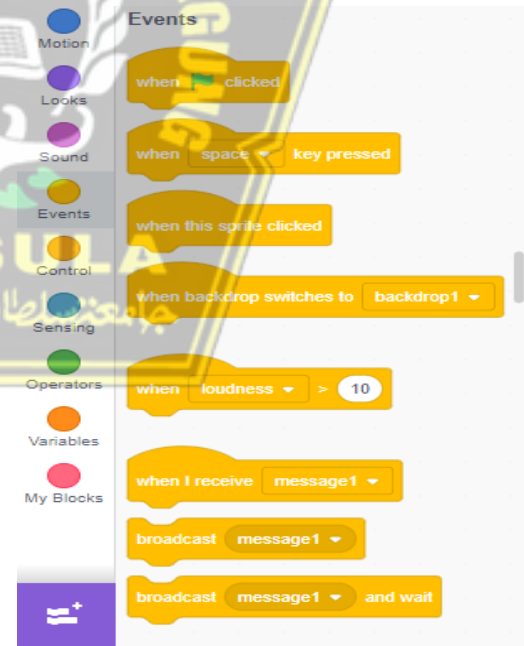 Events
Motion
Looks
Sound
Events
Control
Sensing
Operators
Variables
My Blocks
when clicked
when space key pressed
when this sprite clicked
when backdrop switches to backdrop1
when loudness > 10
when I receive message1
broadcast message1
broadcast message1 and wait
GUNG
SULA